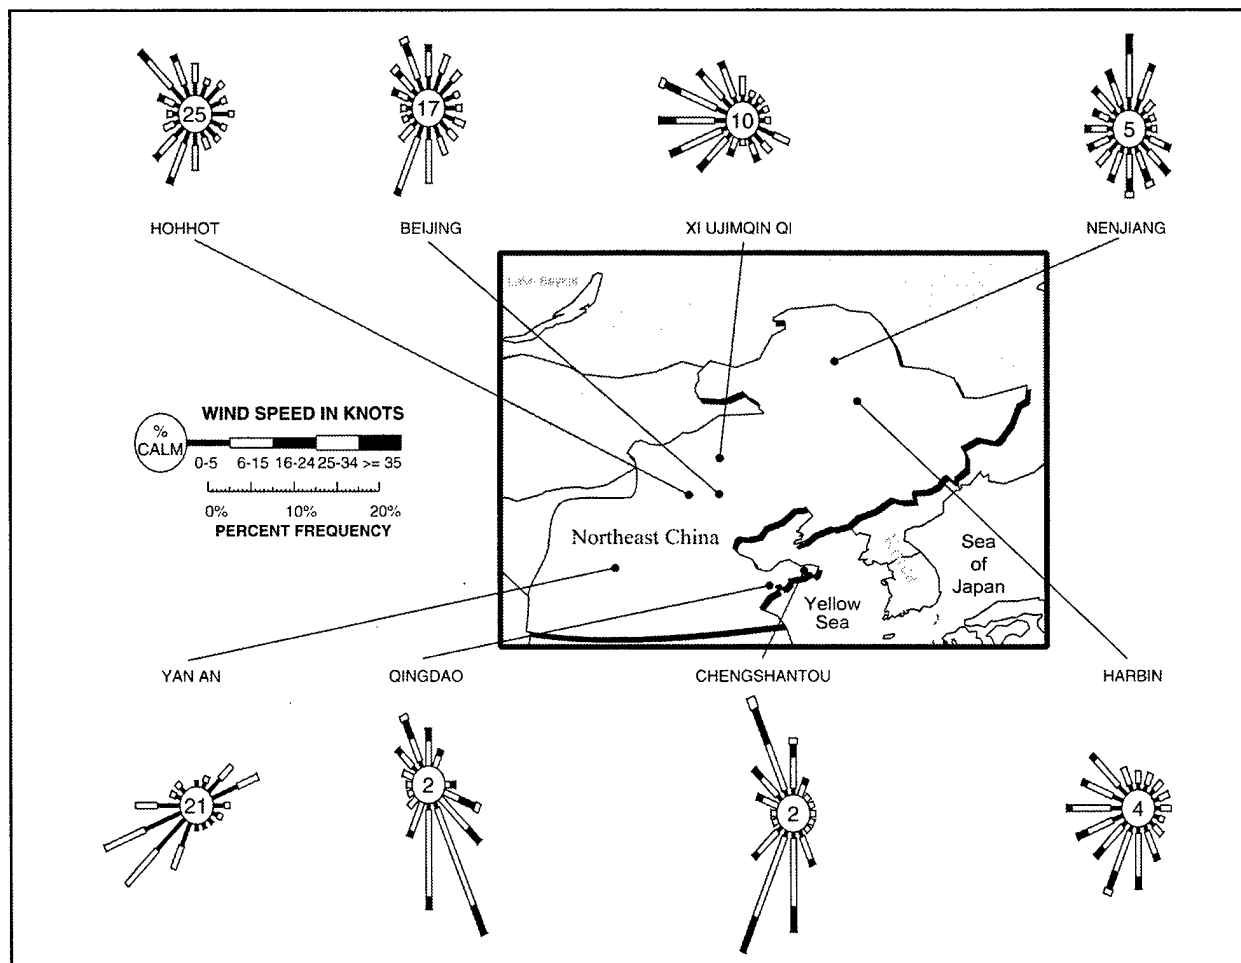 25
17
10
5
HOHHOT
BEIJING
XI UJIMQIN QI
NENJIANG
Lake Baykal
WIND SPEED IN KNOTS
%
CALM
0-5 6-15 16-24 25-34 >= 35
0% 10% 20%
PERCENT FREQUENCY
Northeast China
Sea
of
Japan
Yellow
Sea
YAN AN
QINGDAO
CHENGSHANTOU
HARBIN
21
2
2
4